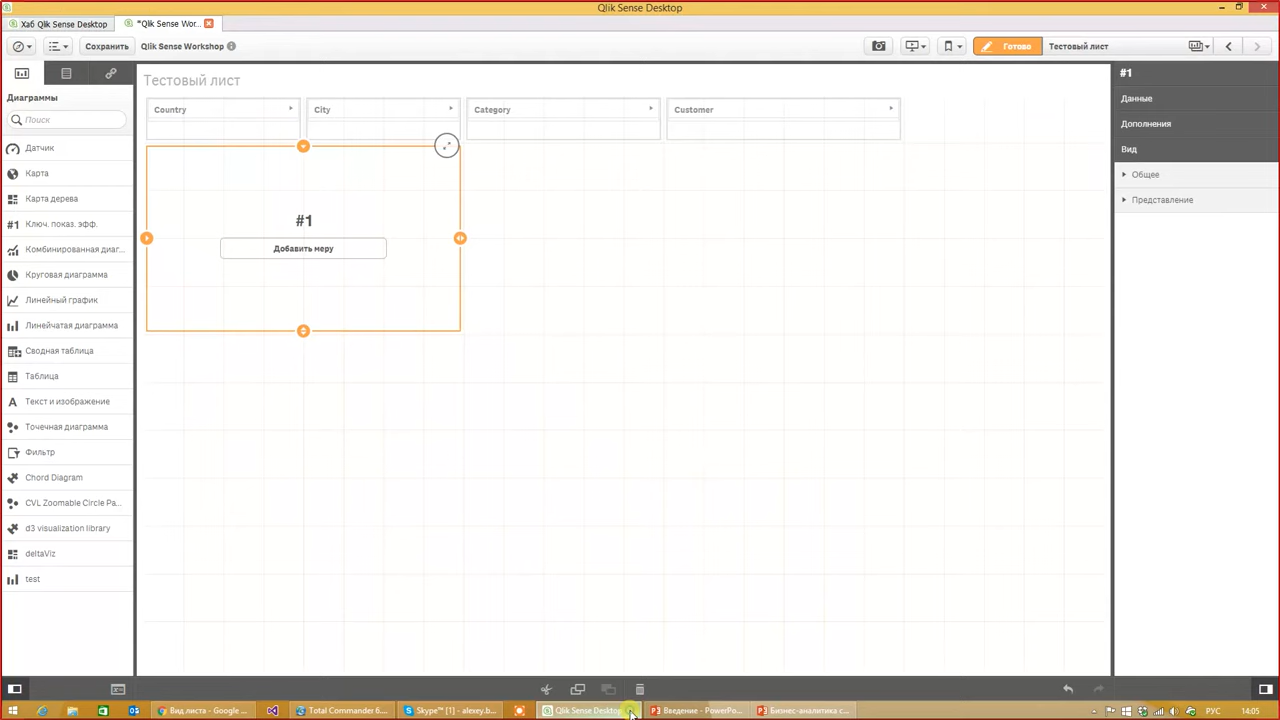 Qlik Sense Desktop
Хаб Qlik Sense Desktop
*Qlik Sense Wor...
Сохранить
Qlik Sense Workshop
Готово
Тестовый лист
Диаграммы
Поиск
Датчик
Карта
Карта дерева
#1 Ключ. показ. эфф.
Комбинированная диаг...
Круговая диаграмма
Линейный график
Линейчатая диаграмма
Сводная таблица
Таблица
A Текст и изображение
Точечная диаграмма
Фильтр
Chord Diagram
CVL Zoomable Circle Pa...
d3 visualization library
deltaViz
test
Тестовый лист
Country
City
Category
Customer
#1
Добавить меру
#1
Данные
Дополнения
Вид
Общее
Представление
Вид листа - Google ...
Total Commander 6....
Skype™ [1] - alexey.b...
Qlik Sense Desktop
Введение - PowerPo...
Бизнес-аналитика с...
РУС
14:05